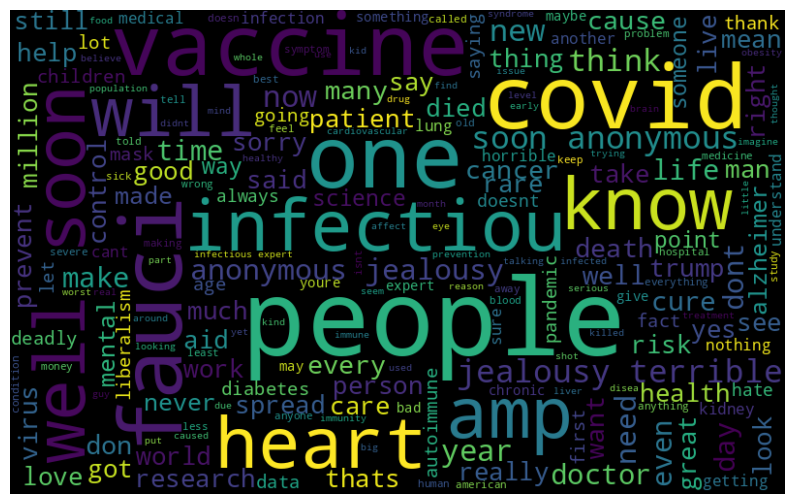 still food medical doesn infection something called maybe problem cause thank
help lot vaccine symptom kid saying new another someone live mean
believe whole children now many say thing think
population best find issue obesity
million tell mind didnt going patient died soon anonymous right
will drug level early old brain thought
told feel cardiovascular lung covid syndrome
mask time sorry one horrible imagine
control sick good way healthy cancer rare keep trying medicine
soon wrong always said science doesnt take life man
prevent made month infectiou know little understand
severe cant making affect eye death point hospital study
let part infectious expert prevention talking infected everything
make worst real isnt anonymous jealousy well trump dont alzheimer
youre seem expert reason away serious cure see
deadly around age sure blood pandemic give fact yes nothing
mental liberalism aid much kind immune people killed risk
looking yet least may used shot jealousy terrible
condition money fauci work every person chronic liver disea health hate
well never diabetes autoimmune treatment
virus guy due less care bad first want need anything kidney
don spread anyone immunity heart amp even great day look
put caused world big year
love got research data thats human american really doctor getting